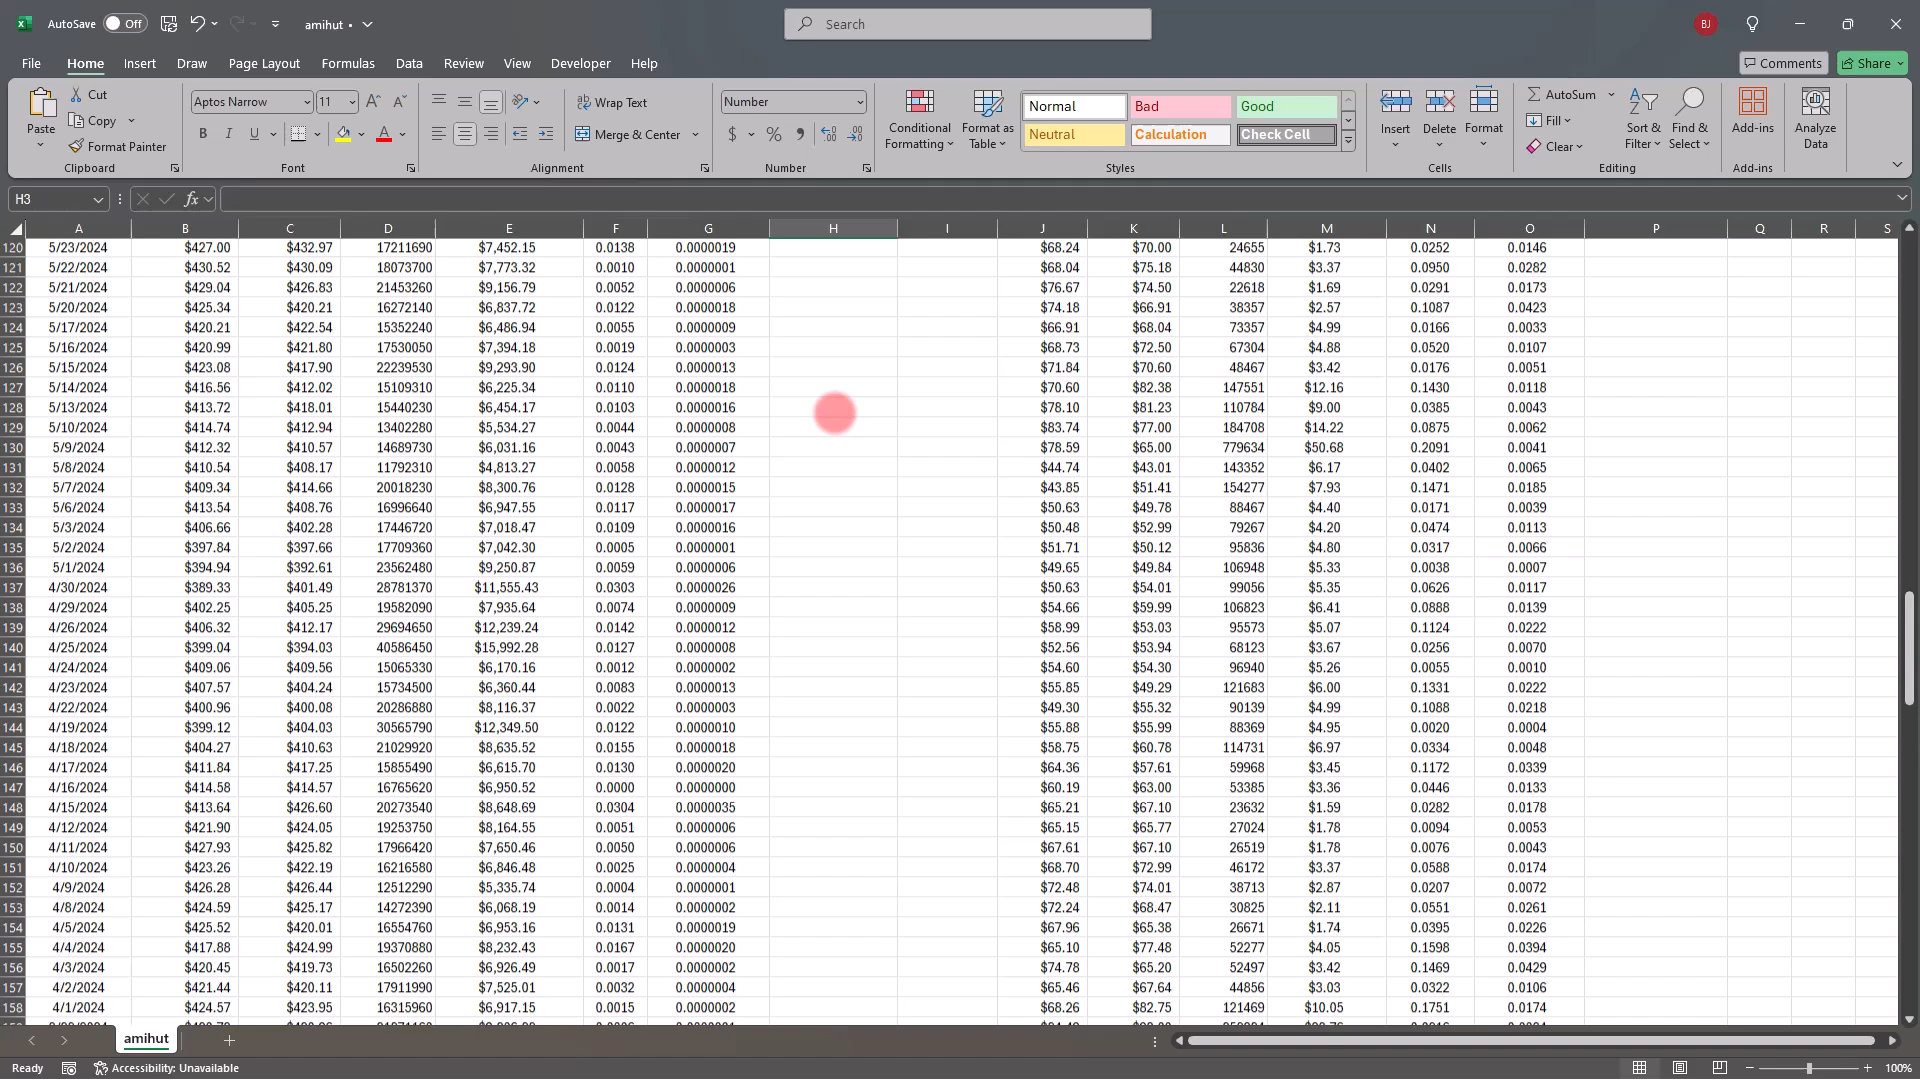 AutoSave Off amihut • Search BJ
File Home Insert Draw Page Layout Formulas Data Review View Developer Help Comments Share
Paste Cut Copy Format Painter Clipboard
Aptos Narrow 11 B I U A Font
Wrap Text Merge & Center Alignment
Number $ % Number
Conditional Formatting Format as Table Normal Bad Good Neutral Calculation Check Cell Styles
Insert Delete Format Cells
AutoSum Fill Clear Sort & Filter Find & Select Editing
Add-ins Add-ins
Analyze Data
H3 fx
A B C D E F G H I J K L M N O P Q R S
120 5/23/2024 $427.00 $432.97 17211690 $7,452.15 0.0138 0.0000019 $68.24 $70.00 24655 $1.73 0.0252 0.0146
121 5/22/2024 $430.52 $430.09 18073700 $7,773.32 0.0010 0.0000001 $68.04 $75.18 44830 $3.37 0.0950 0.0282
122 5/21/2024 $429.04 $426.83 21453260 $9,156.79 0.0052 0.0000006 $76.67 $74.50 22618 $1.69 0.0291 0.0173
123 5/20/2024 $425.34 $420.21 16272140 $6,837.72 0.0122 0.0000018 $74.18 $66.91 38357 $2.57 0.1087 0.0423
124 5/17/2024 $420.21 $422.54 15352240 $6,486.94 0.0055 0.0000009 $66.91 $68.04 73357 $4.99 0.0166 0.0033
125 5/16/2024 $420.99 $421.80 17530050 $7,394.18 0.0019 0.0000003 $68.73 $72.50 67304 $4.88 0.0520 0.0107
126 5/15/2024 $423.08 $417.90 22239530 $9,293.90 0.0124 0.0000013 $71.84 $70.60 48467 $3.42 0.0176 0.0051
127 5/14/2024 $416.56 $412.02 15109310 $6,225.34 0.0110 0.0000018 $70.60 $82.38 147551 $12.16 0.1430 0.0118
128 5/13/2024 $413.72 $418.01 15440230 $6,454.17 0.0103 0.0000016 $78.10 $81.23 110784 $9.00 0.0385 0.0043
129 5/10/2024 $414.74 $412.94 13402280 $5,534.27 0.0044 0.0000008 $83.74 $77.00 184708 $14.22 0.0875 0.0062
130 5/9/2024 $412.32 $410.57 14689730 $6,031.16 0.0043 0.0000007 $78.59 $65.00 779634 $50.68 0.2091 0.0041
131 5/8/2024 $410.54 $408.17 11792310 $4,813.27 0.0058 0.0000012 $44.74 $43.01 143352 $6.17 0.0402 0.0065
132 5/7/2024 $409.34 $414.66 20018230 $8,300.76 0.0128 0.0000015 $43.85 $51.41 154277 $7.93 0.1471 0.0185
133 5/6/2024 $413.54 $408.76 16996640 $6,947.55 0.0117 0.0000017 $50.63 $49.78 88467 $4.40 0.0171 0.0039
134 5/3/2024 $406.66 $402.28 17446720 $7,018.47 0.0109 0.0000016 $50.48 $52.99 79267 $4.20 0.0474 0.0113
135 5/2/2024 $397.84 $397.66 17709360 $7,042.30 0.0005 0.0000001 $51.71 $50.12 95836 $4.80 0.0317 0.0066
136 5/1/2024 $394.94 $392.61 23562480 $9,250.87 0.0059 0.0000006 $49.65 $49.84 106948 $5.33 0.0038 0.0007
137 4/30/2024 $389.33 $401.49 28781370 $11,555.43 0.0303 0.0000026 $50.63 $54.01 99056 $5.35 0.0626 0.0117
138 4/29/2024 $402.25 $405.25 19582090 $7,935.64 0.0074 0.0000009 $54.66 $59.99 106823 $6.41 0.0888 0.0139
139 4/26/2024 $406.32 $412.17 29694650 $12,239.24 0.0142 0.0000012 $58.99 $53.03 95573 $5.07 0.1124 0.0222
140 4/25/2024 $399.04 $394.03 40586450 $15,992.28 0.0127 0.0000008 $52.56 $53.94 68123 $3.67 0.0256 0.0070
141 4/24/2024 $409.06 $409.56 15065330 $6,170.16 0.0012 0.0000002 $54.60 $54.30 96940 $5.26 0.0055 0.0010
142 4/23/2024 $407.57 $404.24 15734500 $6,360.44 0.0083 0.0000013 $55.85 $49.29 121683 $6.00 0.1331 0.0222
143 4/22/2024 $400.96 $400.08 20286880 $8,116.37 0.0022 0.0000003 $49.30 $55.32 90139 $4.99 0.1088 0.0218
144 4/19/2024 $399.12 $404.03 30565790 $12,349.50 0.0122 0.0000010 $55.88 $55.99 88369 $4.95 0.0020 0.0004
145 4/18/2024 $404.27 $410.63 21029920 $8,635.52 0.0155 0.0000018 $58.75 $60.78 114731 $6.97 0.0334 0.0048
146 4/17/2024 $411.84 $417.25 15855490 $6,615.70 0.0130 0.0000020 $64.36 $57.61 59968 $3.45 0.1172 0.0339
147 4/16/2024 $414.58 $414.57 16765620 $6,950.52 0.0000 0.0000000 $60.19 $63.00 53385 $3.36 0.0446 0.0133
148 4/15/2024 $413.64 $426.60 20273540 $8,648.69 0.0304 0.0000035 $65.21 $67.10 23632 $1.59 0.0282 0.0178
149 4/12/2024 $421.90 $424.05 19253750 $8,164.55 0.0051 0.0000006 $65.15 $65.77 27024 $1.78 0.0094 0.0053
150 4/11/2024 $427.93 $425.82 17966420 $7,650.46 0.0050 0.0000006 $67.61 $67.10 26519 $1.78 0.0076 0.0043
151 4/10/2024 $423.26 $422.19 16216580 $6,846.48 0.0025 0.0000004 $68.70 $72.99 46172 $3.37 0.0588 0.0174
152 4/9/2024 $426.28 $426.44 12512290 $5,335.74 0.0004 0.0000001 $72.48 $74.01 38713 $2.87 0.0207 0.0072
153 4/8/2024 $424.59 $425.17 14272390 $6,068.19 0.0014 0.0000002 $72.24 $68.47 30825 $2.11 0.0551 0.0261
154 4/5/2024 $425.52 $420.01 16554760 $6,953.16 0.0131 0.0000019 $67.96 $65.38 26671 $1.74 0.0395 0.0226
155 4/4/2024 $417.88 $424.99 19370880 $8,232.43 0.0167 0.0000020 $65.10 $77.48 52277 $4.05 0.1598 0.0394
156 4/3/2024 $420.45 $419.73 16502260 $6,926.49 0.0017 0.0000002 $74.78 $65.20 52497 $3.42 0.1469 0.0429
157 4/2/2024 $421.44 $420.11 17911990 $7,525.01 0.0032 0.0000004 $65.46 $67.64 44856 $3.03 0.0322 0.0106
158 4/1/2024 $424.57 $423.95 16315960 $6,917.15 0.0015 0.0000002 $68.26 $82.75 121469 $10.05 0.1751 0.0174
amihut
Ready Accessibility: Unavailable 100%